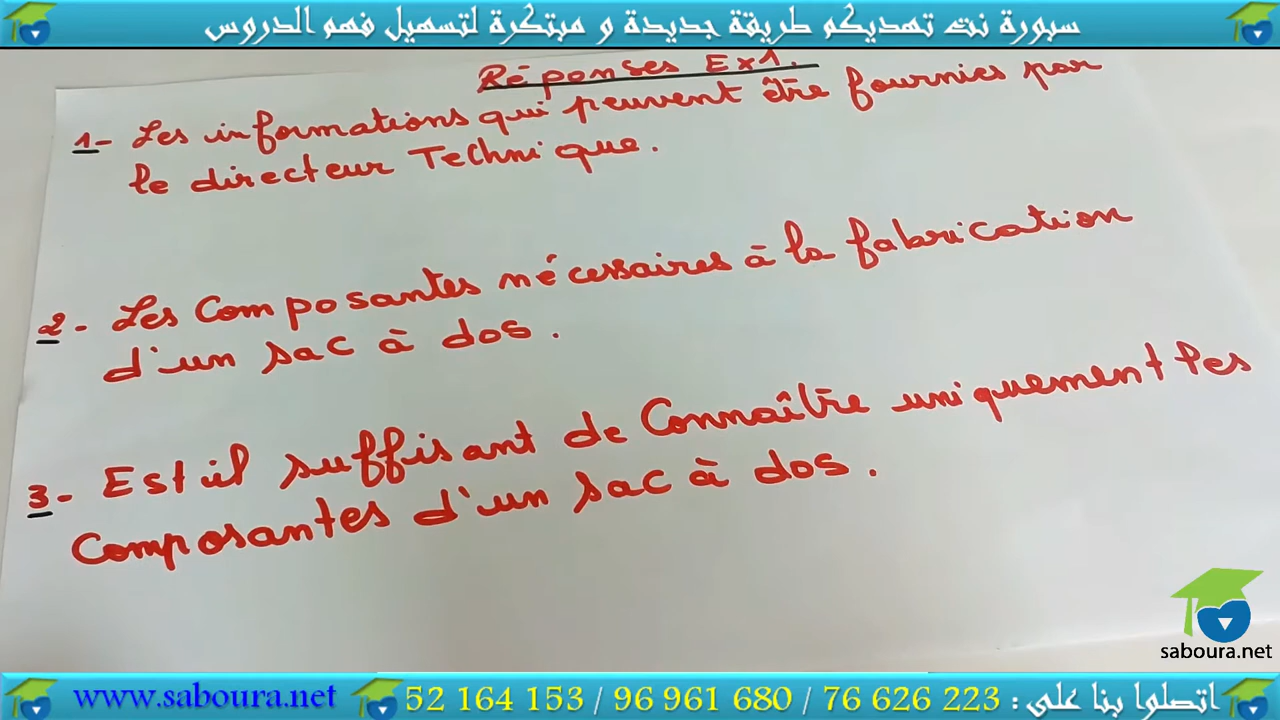 سبورة نت تهديكم طريقة جديدة و مبتكرة لتسهيل فهم الدروس
Réponses Ex1.
1- Les informations qui peuvent être fournies par
le directeur Technique.
2- Les Composantes nécessaires à la fabrication
d'un sac à dos.
3- Est il suffisant de Connaître uniquement les
Composantes d'un sac à dos.
saboura.net
www.saboura.net
52 164 153 / 96 961 680 / 76 626 223 : اتصلوا بنا على